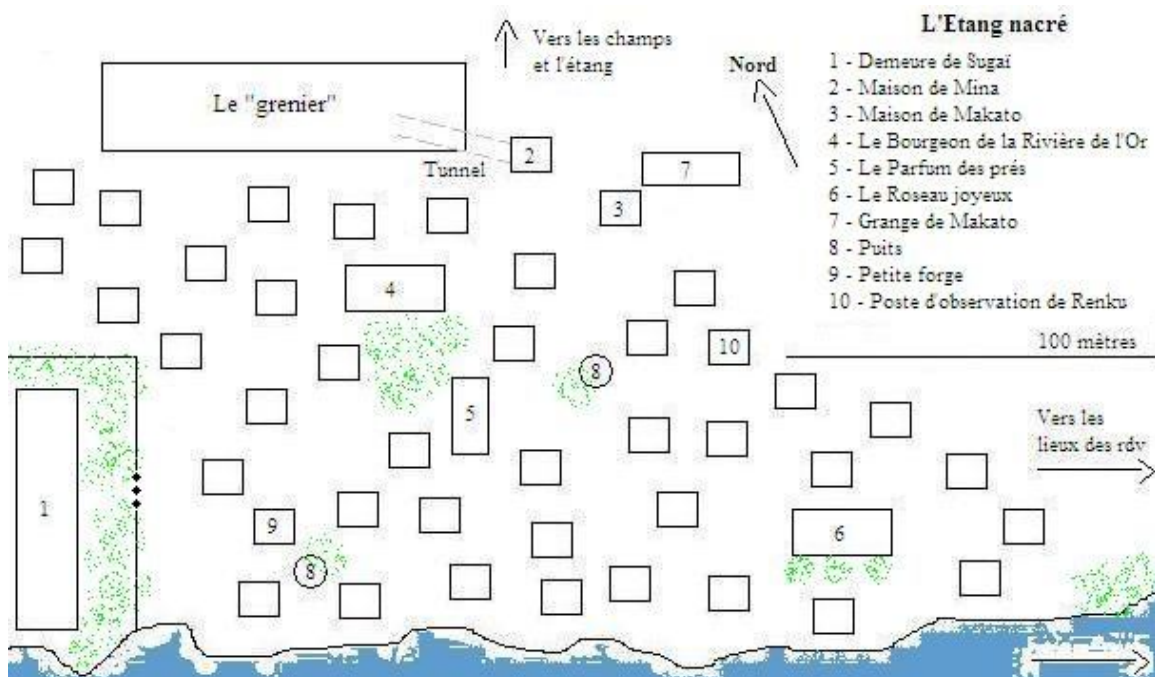 L'Etang nacré
1 - Demeure de Sugaï
2 - Maison de Mina
3 - Maison de Makato
4 - Le Bourgeon de la Rivière de l'Or
5 - Le Parfum des prés
6 - Le Roseau joyeux
7 - Grange de Makato
8 - Puits
9 - Petite forge
10 - Poste d'observation de Renku
100 mètres
Vers les champs
et l'étang
Nord
Le "grenier"
Tunnel
2
7
3
4
10
8
5
Vers les
lieux des rdv
1
9
6
8